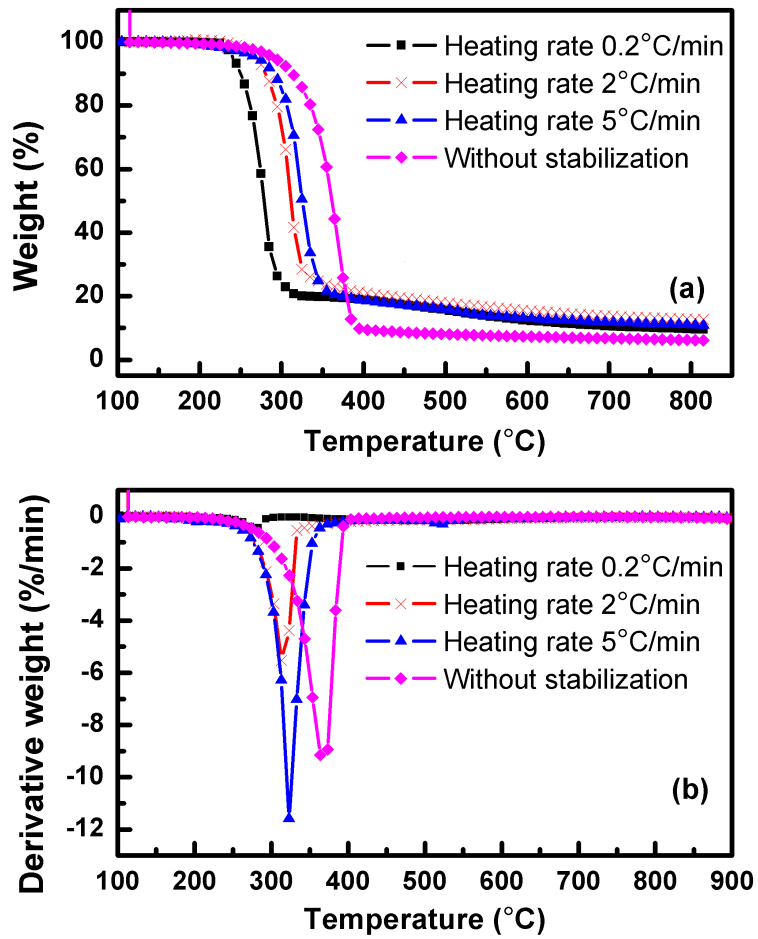 100
80
60
40
20
0
Weight (%)
Heating rate 0.2°C/min
Heating rate 2°C/min
Heating rate 5°C/min
Without stabilization
(a)
100 200 300 400 500 600 700 800
Temperature (°C)
0
-2
-4
-6
-8
-10
-12
Derivative weight (%/min)
Heating rate 0.2°C/min
Heating rate 2°C/min
Heating rate 5°C/min
Without stabilization
(b)
100 200 300 400 500 600 700 800 900
Temperature (°C)